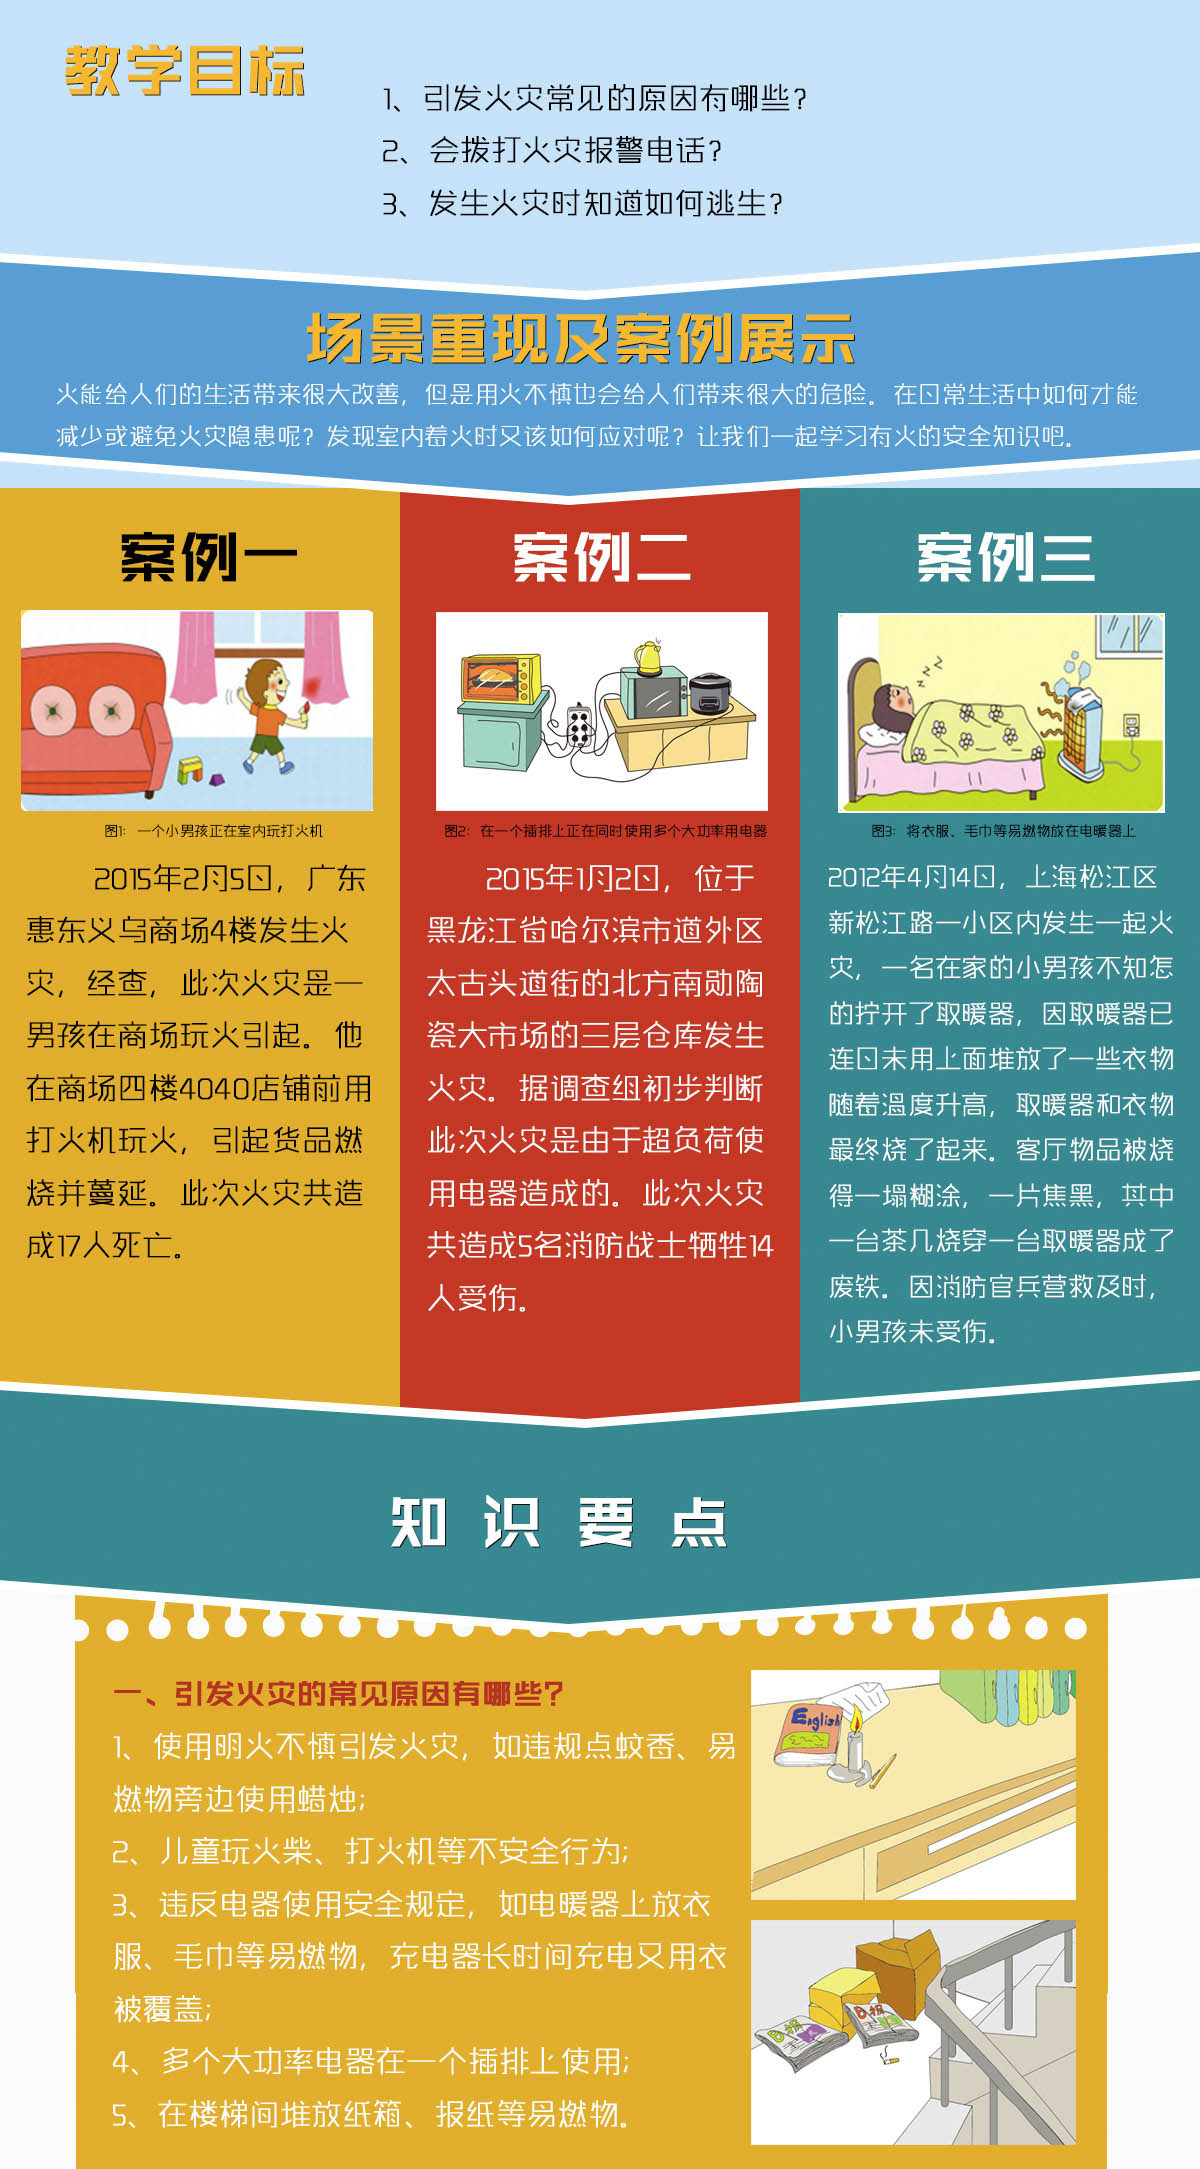 教学目标
1、引发火灾常见的原因有哪些?
2、会拨打火灾报警电话?
3、发生火灾时知道如何逃生?
场景重现及案例展示
火能给人们的生活带来很大改善，但是用火不慎也会给人们带来很大的危险。在日常生活中如何才能
减少或避免火灾隐患呢？发现室内着火时又该如何应对呢？让我们一起学习有火的安全知识吧。
案例一
图1：一个小男孩正在室内玩打火机
2015年2月5日，广东
惠东义乌商场4楼发生火
灾，经查，此次火灾是一
男孩在商场玩火引起。他
在商场四楼4040店铺前用
打火机玩火，引起货品燃
烧并蔓延。此次火灾共造
成17人死亡。
案例二
图2：在一个插排上正在同时使用多个大功率用电器
2015年1月2日，位于
黑龙江省哈尔滨市道外区
太古头道街的北方南勋陶
瓷大市场的三层仓库发生
火灾。据调查组初步判断
此次火灾是由于超负荷使
用电器造成的。此次火灾
共造成5名消防战士牺牲14
人受伤。
案例三
图3：将衣服、毛巾等易燃物放在电暖器上
2012年4月14日，上海松江区
新松江路一小区内发生一起火
灾，一名在家的小男孩不知怎
的拧开了取暖器，因取暖器已
连日未用上面堆放了一些衣物
随着温度升高，取暖器和衣物
最终烧了起来。客厅物品被烧
得一塌糊涂，一片焦黑，其中
一台茶几烧穿一台取暖器成了
废铁。因消防官兵营救及时，
小男孩未受伤。
知识要点
一、引发火灾的常见原因有哪些?
1、使用明火不慎引发火灾，如违规点蚊香、易
燃物旁边使用蜡烛;
2、儿童玩火柴、打火机等不安全行为;
3、违反电器使用安全规定，如电暖器上放衣
服、毛巾等易燃物，充电器长时间充电又用衣
被覆盖;
4、多个大功率电器在一个插排上使用;
5、在楼梯间堆放纸箱、报纸等易燃物。
English
日报
日报